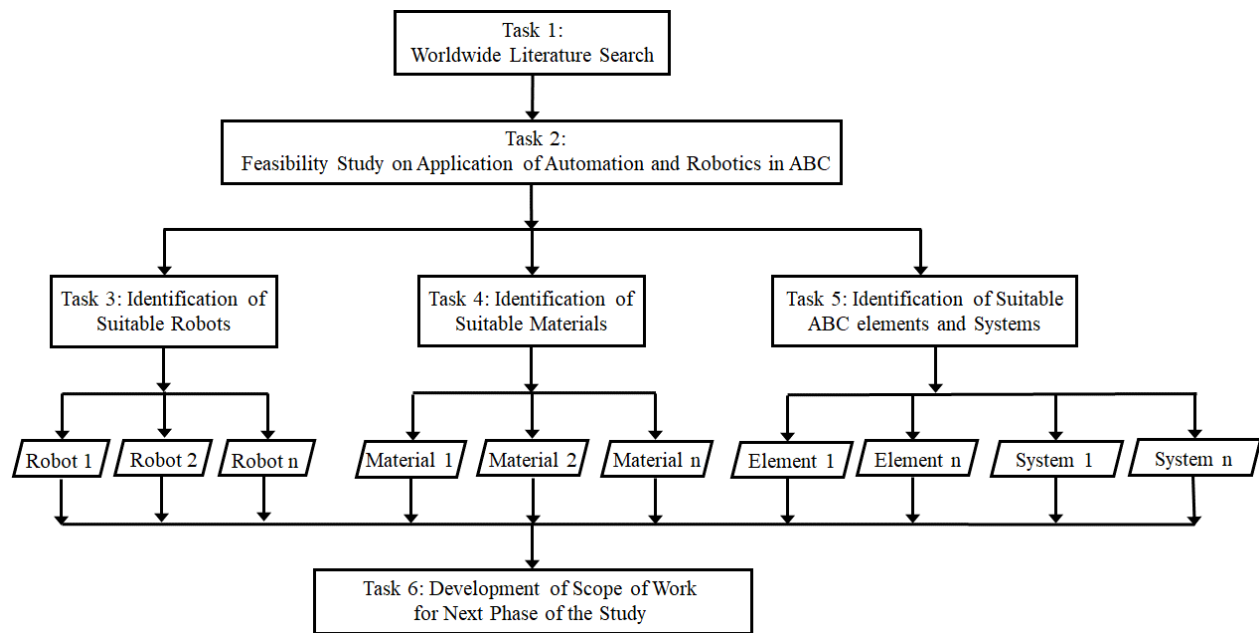 Task 1:
Worldwide Literature Search
Task 2:
Feasibility Study on Application of Automation and Robotics in ABC
Task 3: Identification of
Suitable Robots
Task 4: Identification of
Suitable Materials
Task 5: Identification of Suitable
ABC elements and Systems
Robot 1
Robot 2
Robot n
Material 1
Material 2
Material n
Element 1
Element n
System 1
System n
Task 6: Development of Scope of Work
for Next Phase of the Study